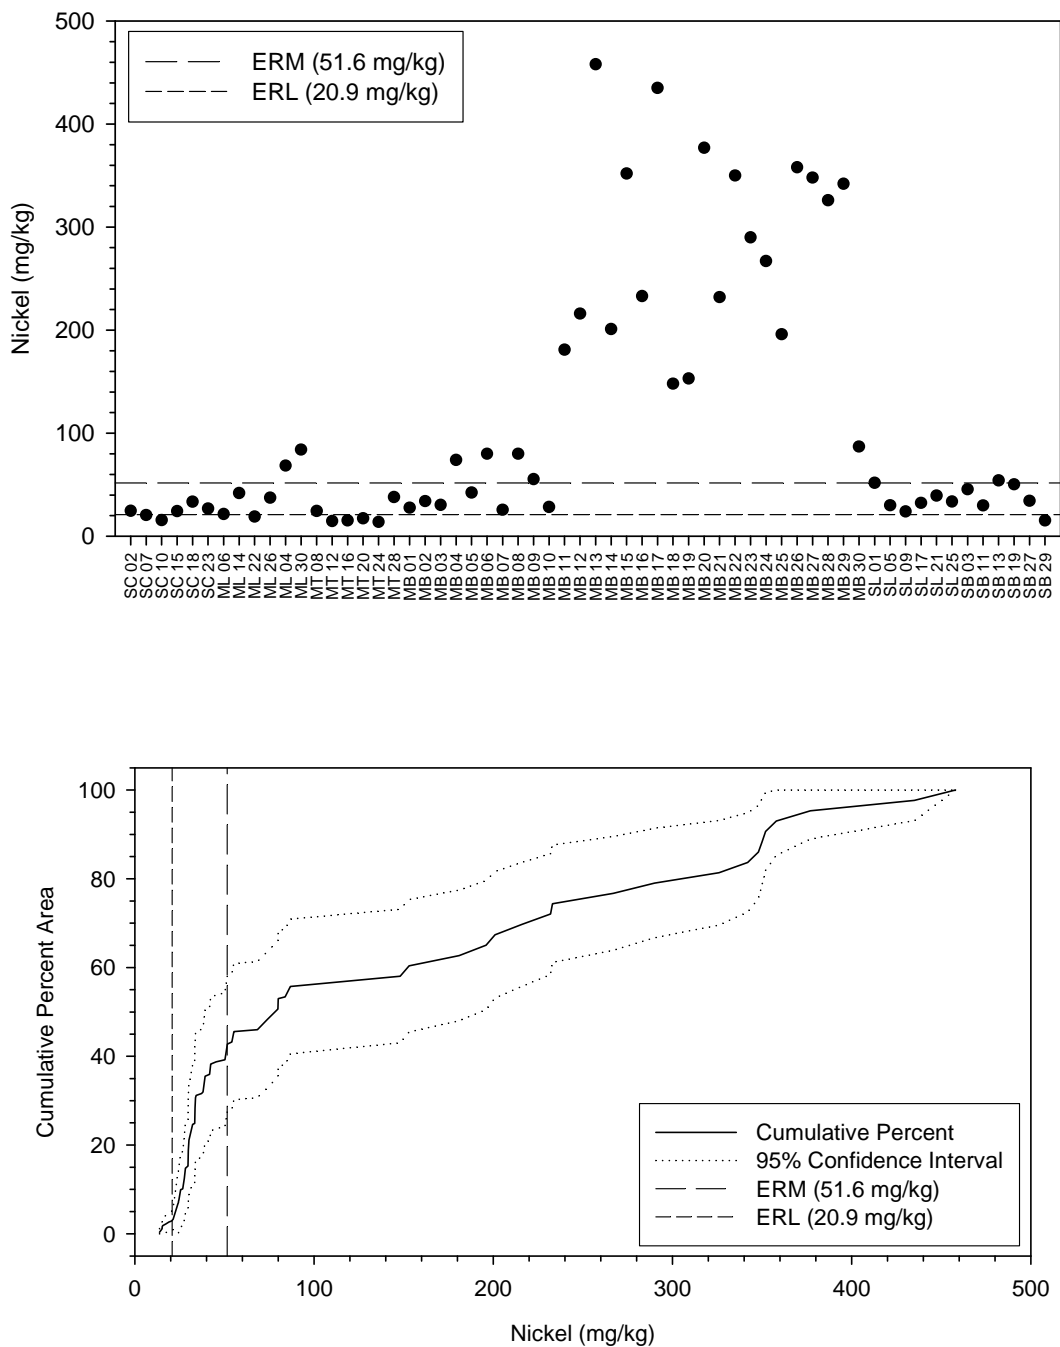 500
400
300
200
100
0
Nickel (mg/kg)
ERM (51.6 mg/kg)
ERL (20.9 mg/kg)
SC 02
SC 07
SC 10
SC 15
SC 18
SC 23
ML 06
ML 14
ML 22
ML 26
ML 04
ML 30
MT 08
MT 12
MT 16
MT 20
MT 24
MT 28
MB 01
MB 02
MB 03
MB 04
MB 05
MB 06
MB 07
MB 08
MB 09
MB 10
MB 11
MB 12
MB 13
MB 14
MB 15
MB 16
MB 17
MB 18
MB 19
MB 20
MB 21
MB 22
MB 23
MB 24
MB 25
MB 26
MB 27
MB 28
MB 29
MB 30
SL 01
SL 05
SL 09
SL 17
SL 21
SL 25
SB 03
SB 11
SB 13
SB 19
SB 27
SB 29
100
80
60
40
20
0
Cumulative Percent Area
Cumulative Percent
95% Confidence Interval
ERM (51.6 mg/kg)
ERL (20.9 mg/kg)
0 100 200 300 400 500
Nickel (mg/kg)